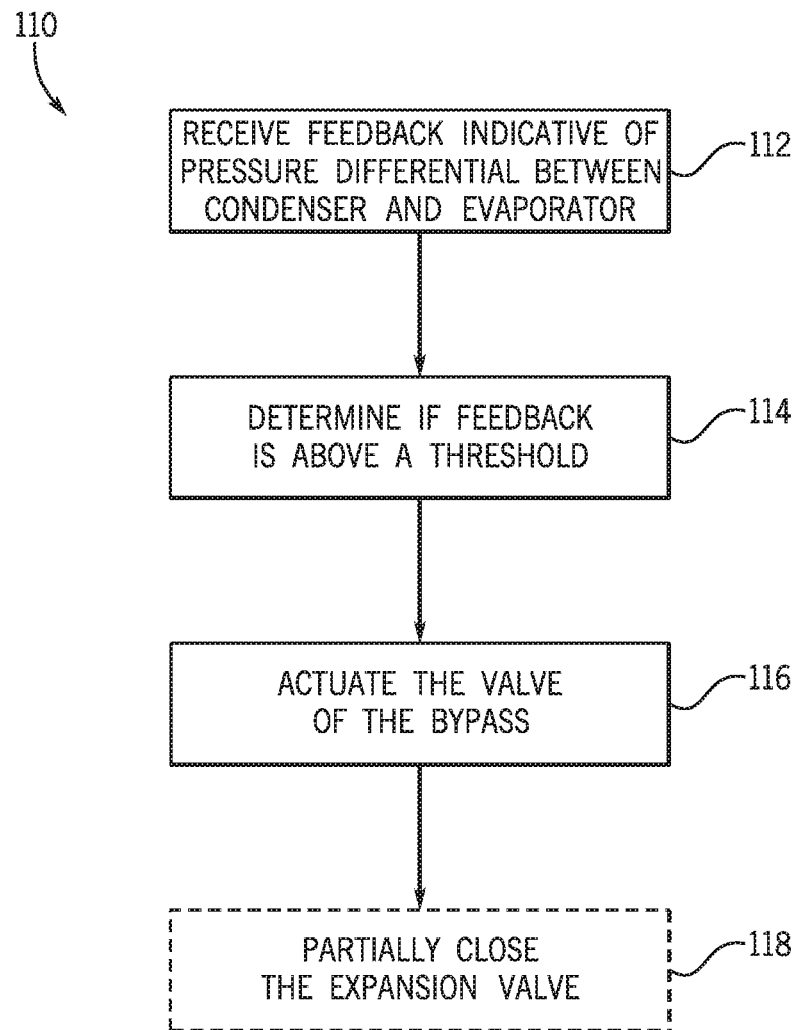 110
RECEIVE FEEDBACK INDICATIVE OF
PRESSURE DIFFERENTIAL BETWEEN
CONDENSER AND EVAPORATOR
112
DETERMINE IF FEEDBACK
IS ABOVE A THRESHOLD
114
ACTUATE THE VALVE
OF THE BYPASS
116
PARTIALLY CLOSE
THE EXPANSION VALVE
118